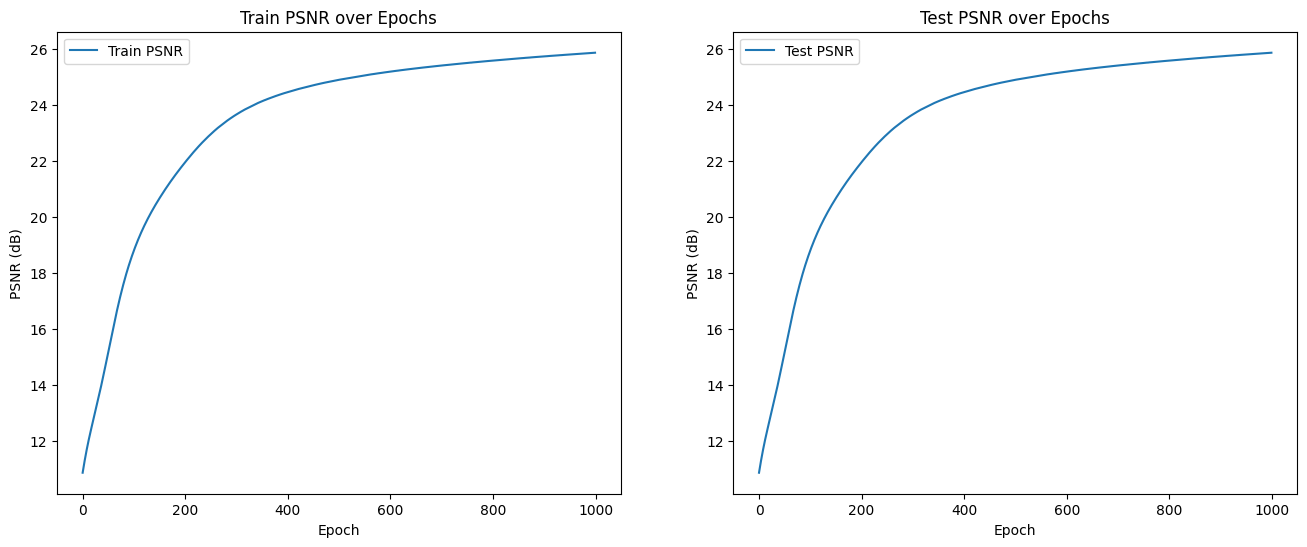 Train PSNR over Epochs
Train PSNR
26
24
22
20
18
16
14
12
PSNR (dB)
0 200 400 600 800 1000
Epoch
Test PSNR over Epochs
Test PSNR
26
24
22
20
18
16
14
12
PSNR (dB)
0 200 400 600 800 1000
Epoch